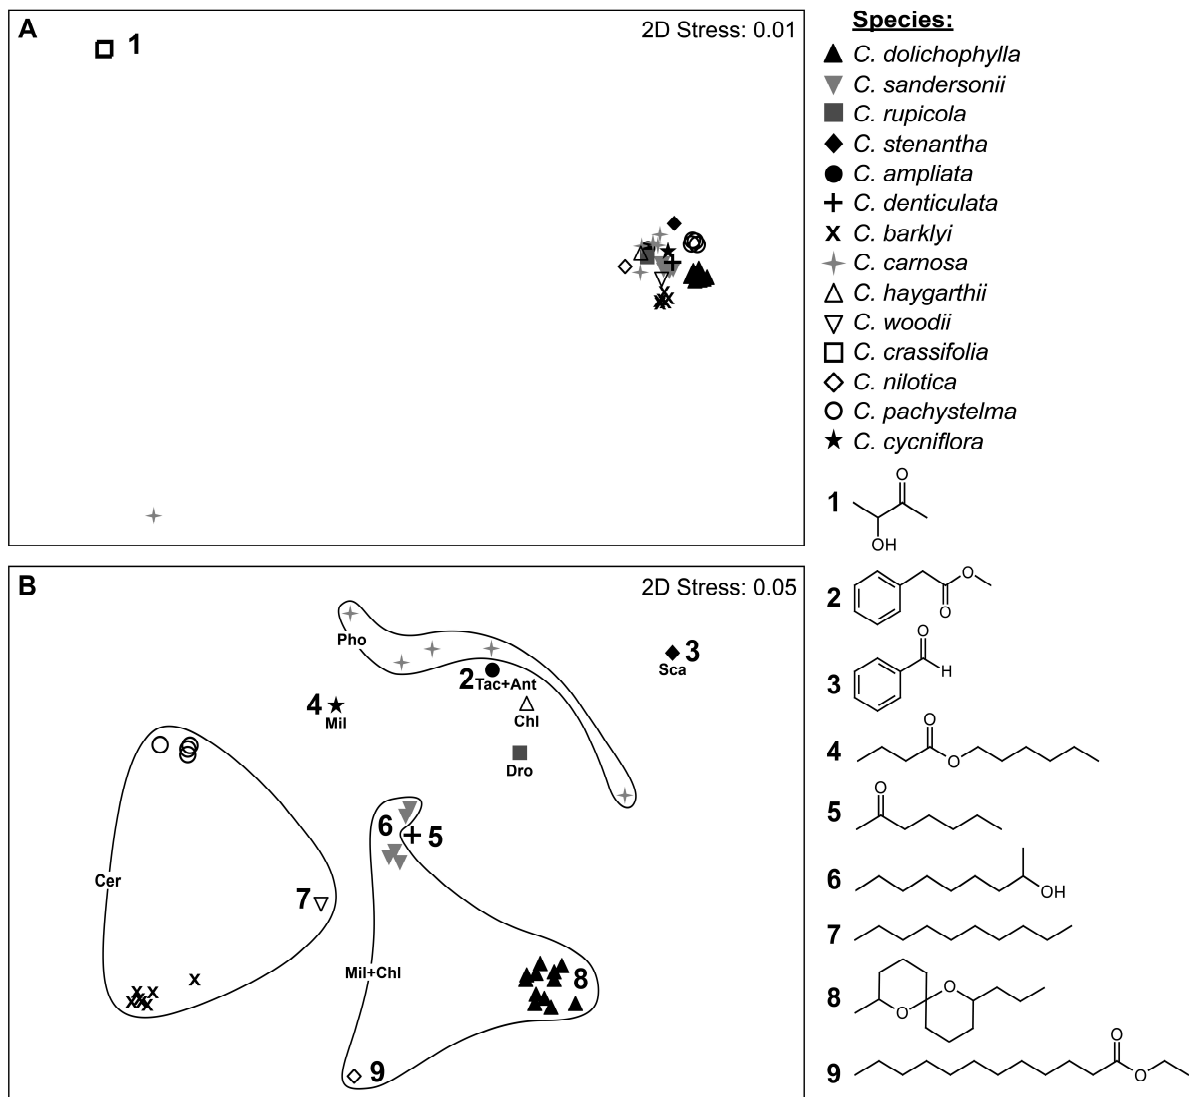 A
2D Stress: 0.01
1
B
2D Stress: 0.05
Pho
3
Sca
2
Tac+Ant
4
Mil
Chl
Dro
6
5
Cer
7
Mil+Chl
8
9
Species:
C. dolichophylla
C. sandersonii
C. rupicola
C. stenantha
C. ampliata
C. denticulata
C. barklyi
C. carnosa
C. haygarthii
C. woodii
C. crassifolia
C. nilotica
C. pachystelma
C. cycniflora
1
O
OH
2
O
O
3
O
H
4
O
O
5
O
6
OH
7
8
O
O
9
O
O